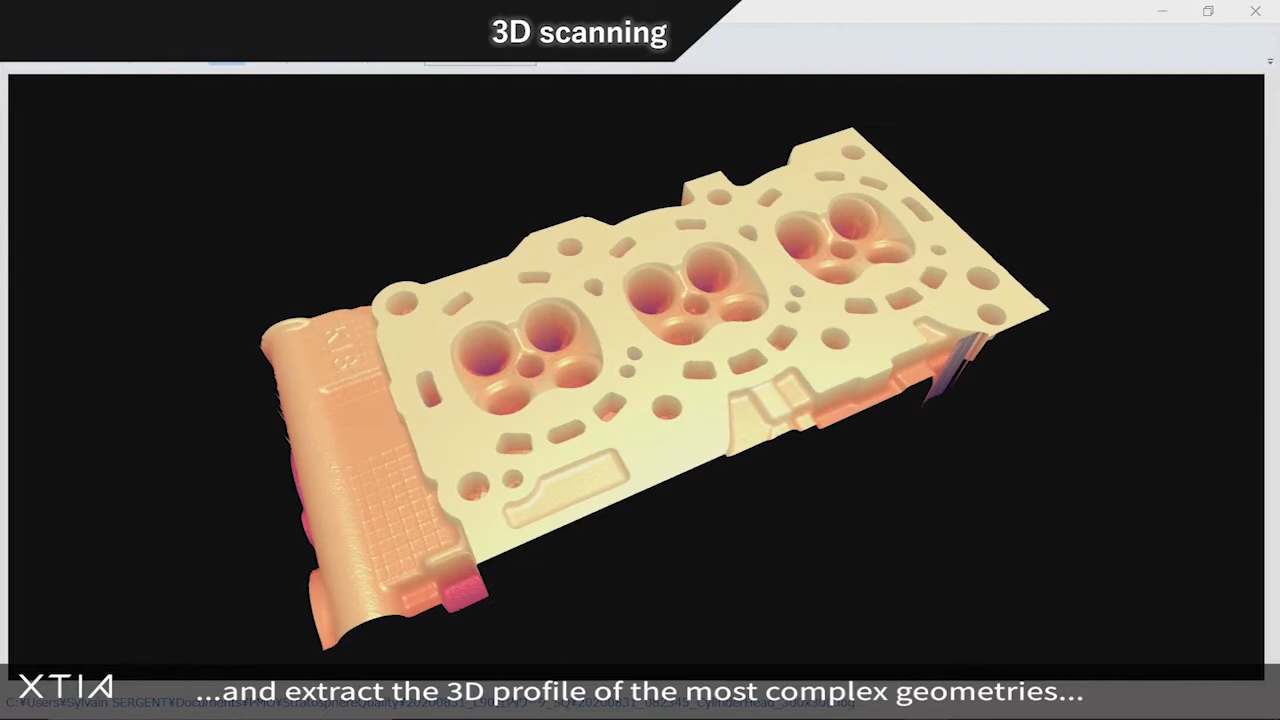 3D scanning
XTIA
...and extract the 3D profile of the most complex geometries...